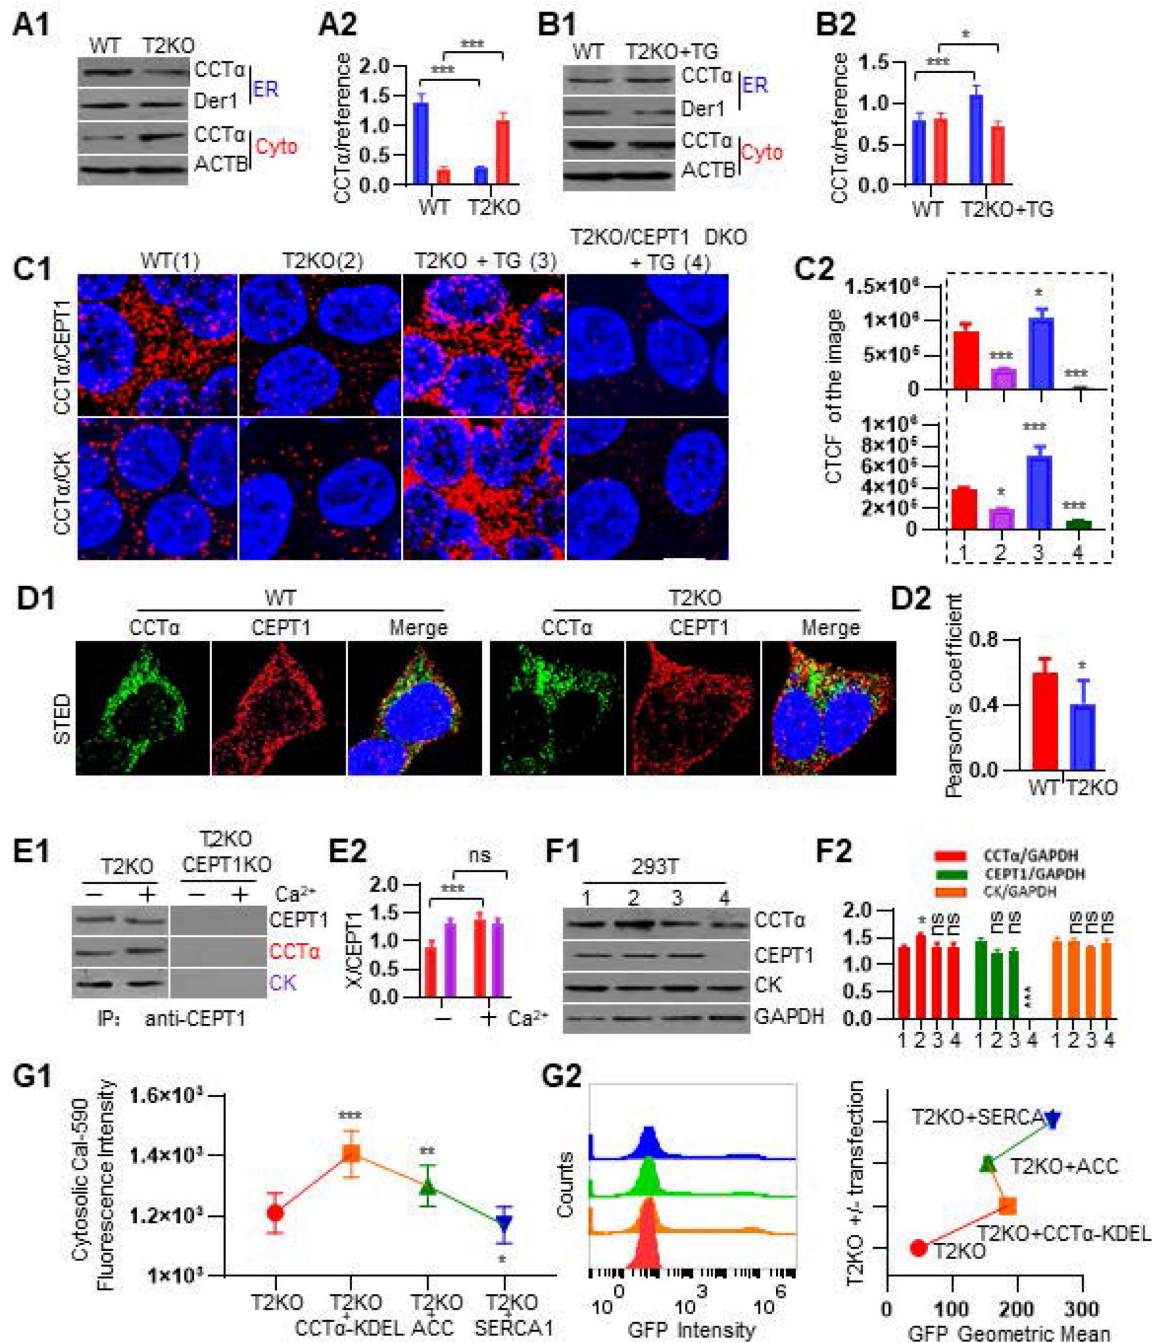 A1
WT T2KO
CCTα
Der1
ER
CCTα
ACTB
Cyto
A2
CCTα/reference
2.0
1.5
1.0
0.5
0.0
***
***
WT T2KO
B1
WT T2KO+TG
CCTα
Der1
ER
CCTα
ACTB
Cyto
B2
CCTα/reference
1.5
1.0
0.5
0.0
*
***
WT T2KO+TG
C1
WT(1)
T2KO(2)
T2KO + TG (3)
T2KO/CEPT1 DKO
+ TG (4)
CCTα/CEPT1
CCTα/CK
C2
CTCF of the image
1.5×10⁶
1×10⁶
5×10⁵
0
***
*
***
1×10⁶
8×10⁵
6×10⁵
4×10⁵
2×10⁵
0
*
***
***
1 2 3 4
D1
WT
T2KO
CCTα CEPT1 Merge
CCTα CEPT1 Merge
STED
D2
Pearson's coefficient
0.8
0.4
0.0
*
WT T2KO
E1
T2KO
T2KO
CEPT1KO
— + — + Ca²⁺
CEPT1
CCTα
CK
IP: anti-CEPT1
E2
X/CEPT1
2.0
1.5
1.0
0.5
0.0
ns
***
— + Ca²⁺
F1
293T
1 2 3 4
CCTα
CEPT1
CK
GAPDH
F2
CCTα/GAPDH
CEPT1/GAPDH
CK/GAPDH
2.0
1.5
1.0
0.5
0.0
* ns ns ns ns *** ns ns ns
1 2 3 4 1 2 3 4 1 2 3 4
G1
Cytosolic Cal-590
Fluorescence Intensity
1.6×10³
1.4×10³
1.2×10³
1×10³
***
**
*
T2KO T2KO T2KO T2KO
+ + +
CCTα-KDEL ACC SERCA1
G2
Counts
10⁰ 10³ 10⁶
GFP Intensity
T2KO +/- transfection
T2KO+SERCA
T2KO+ACC
T2KO+CCTα-KDEL
T2KO
0 100 200 300
GFP Geometric Mean